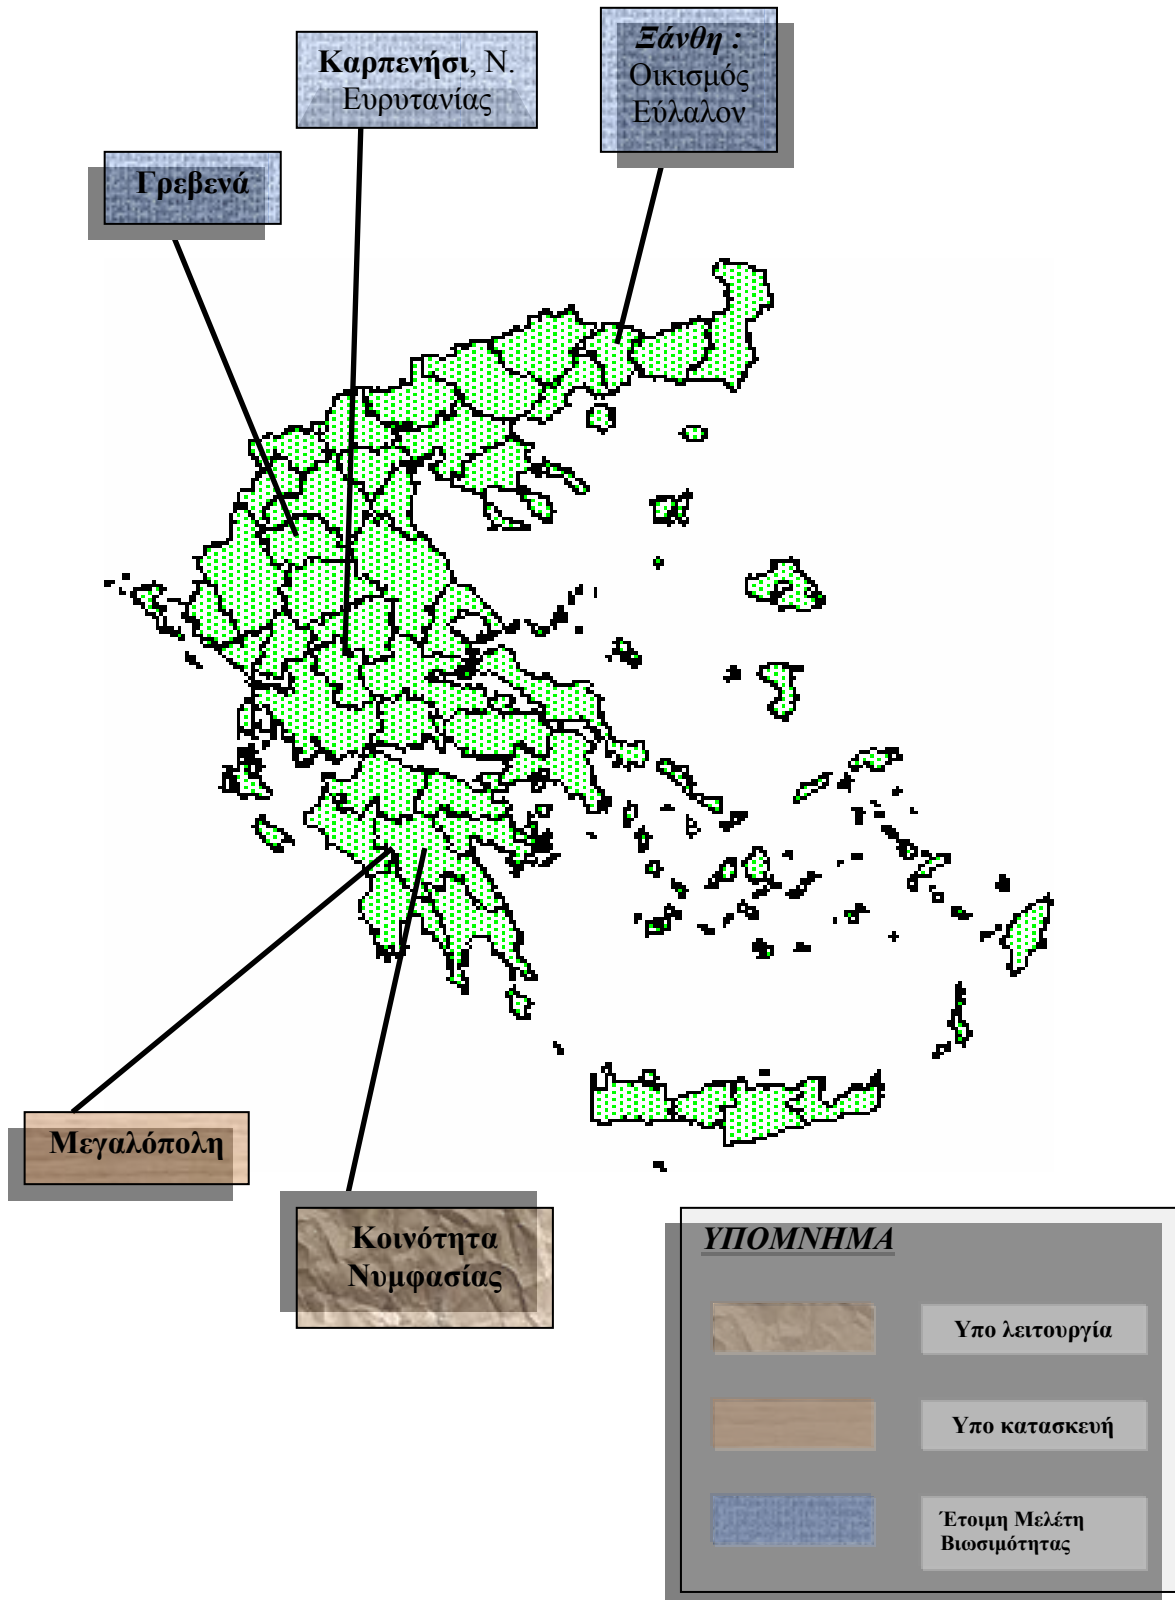 Ξάνθη :
Οικισμός
Εύλαλον
Καρπενήσι, Ν.
Ευρυτανίας
Γρεβενά
Μεγαλόπολη
Κοινότητα
Νυμφασίας
ΥΠΟΜΝΗΜΑ
Υπο λειτουργία
Υπο κατασκευή
Έτοιμη Μελέτη
Βιωσιμότητας